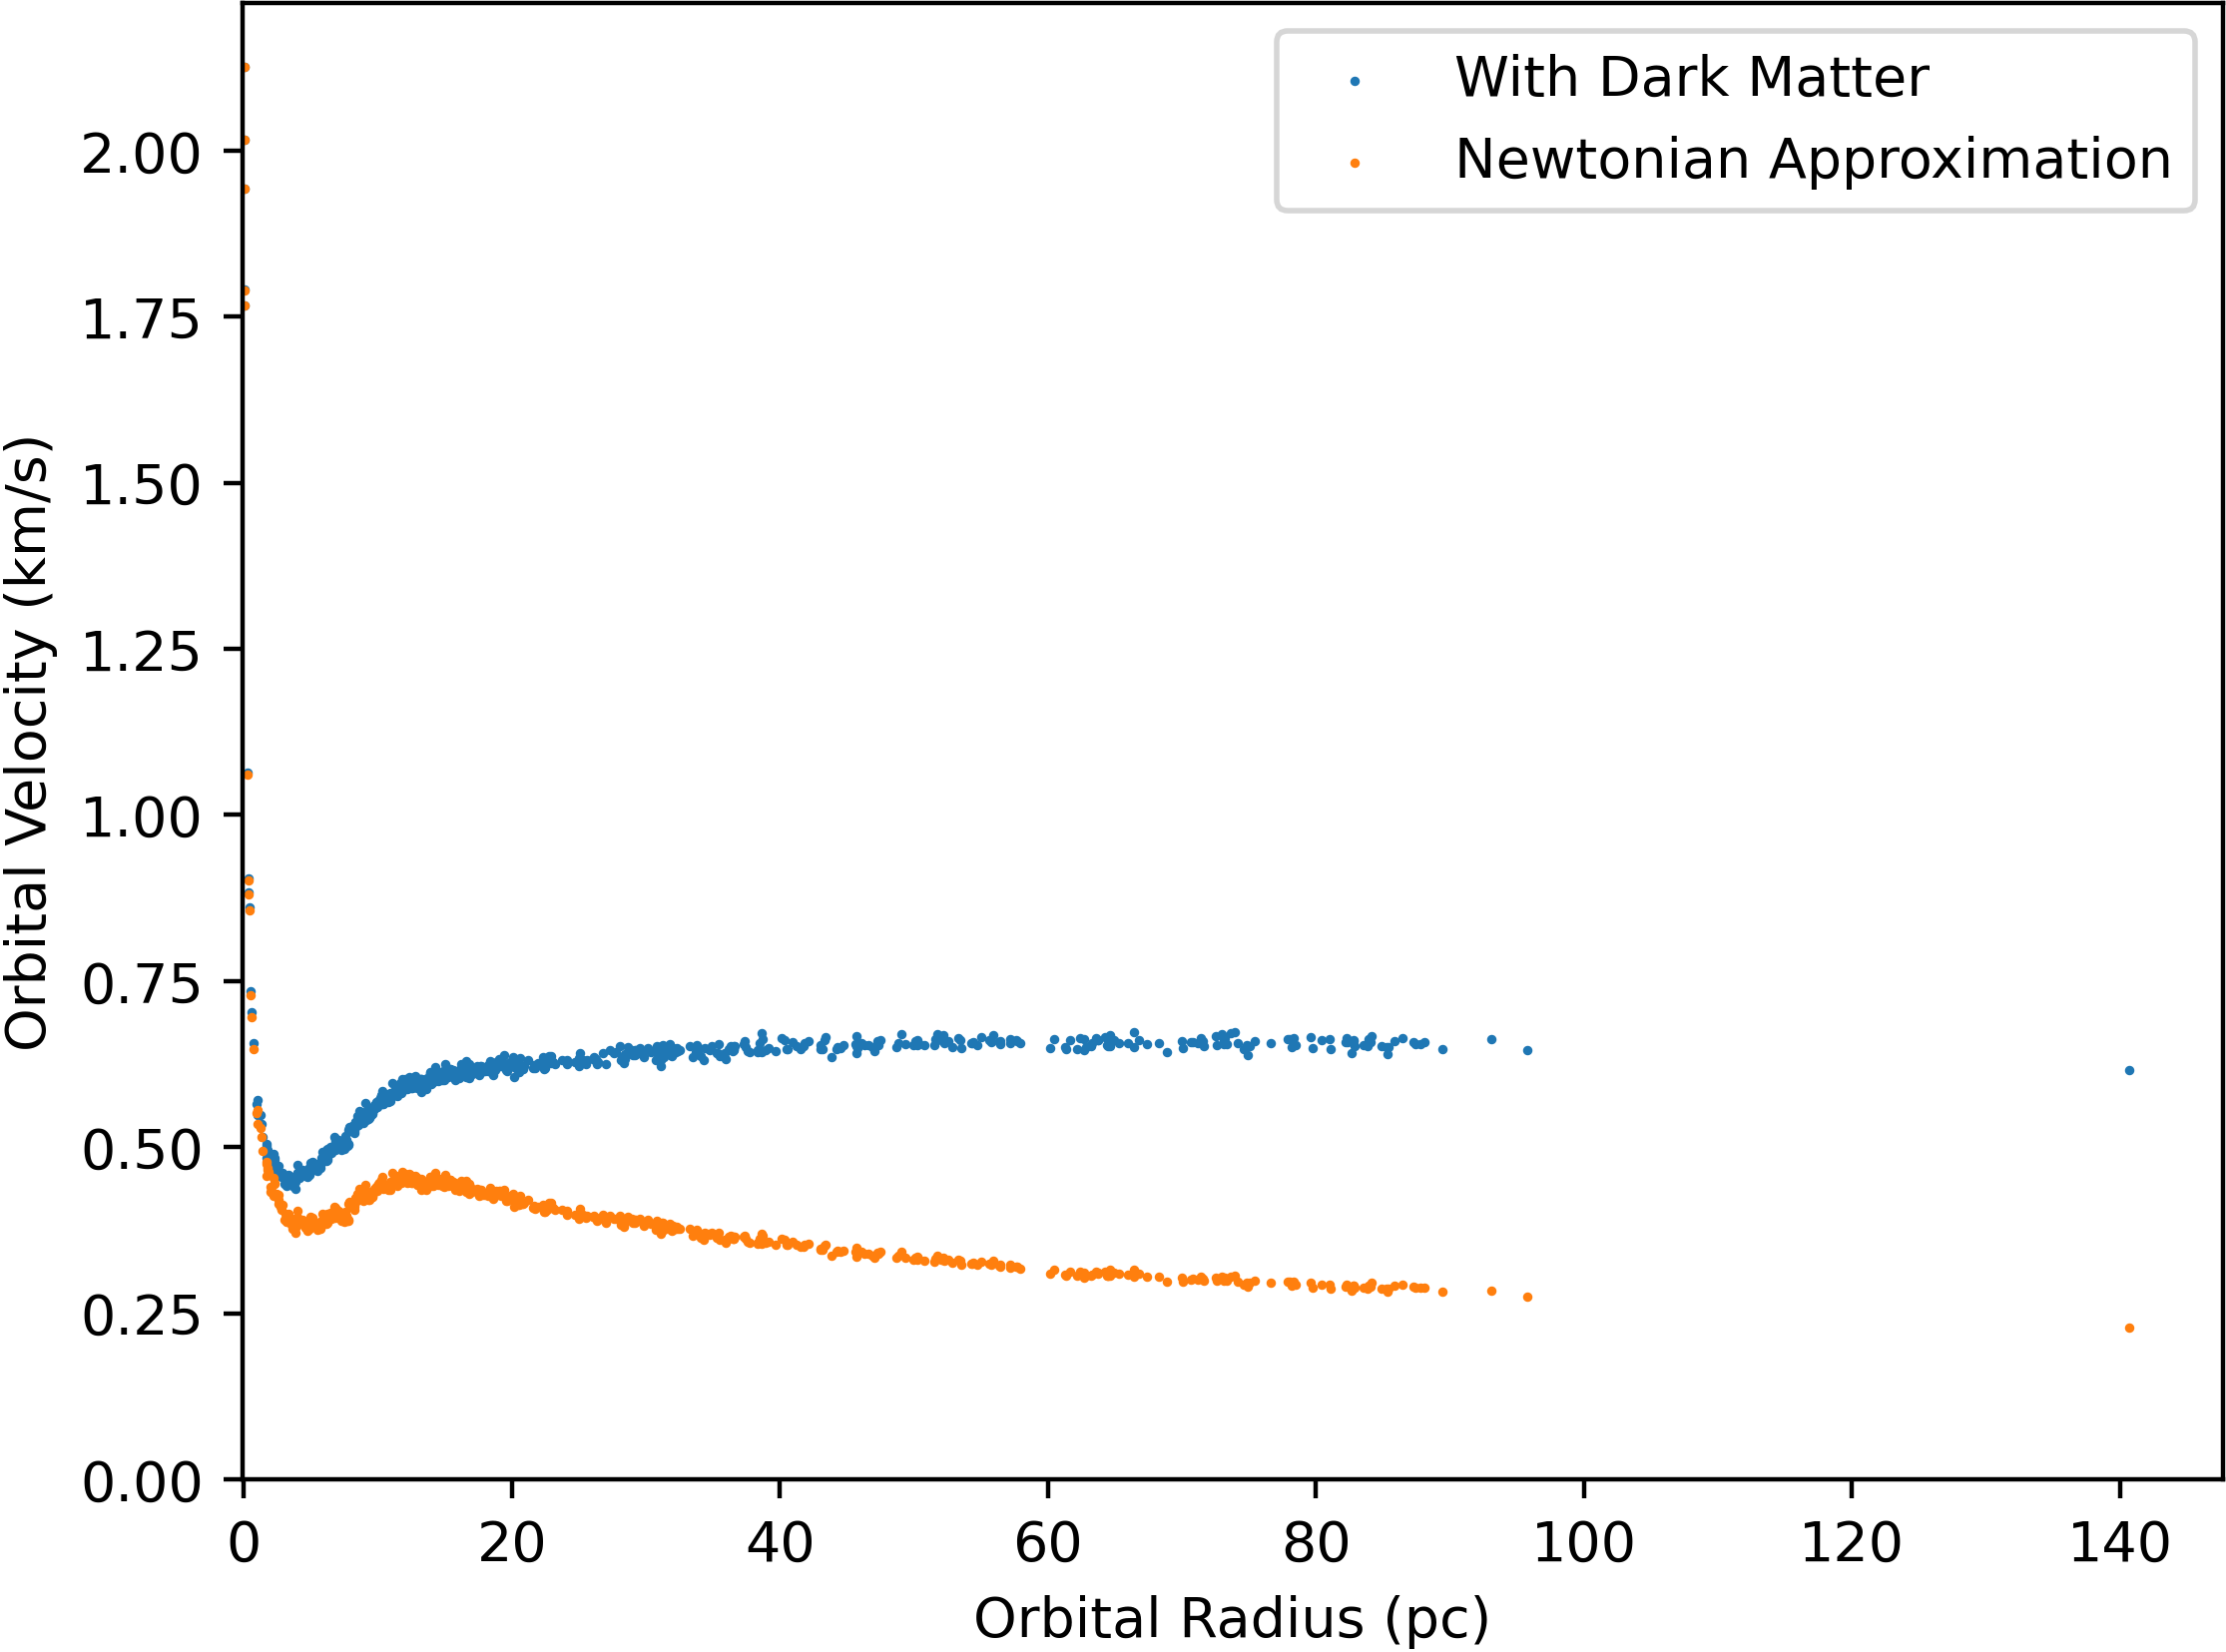 With Dark Matter
Newtonian Approximation
2.00
1.75
1.50
1.25
1.00
0.75
0.50
0.25
0.00
Orbital Velocity (km/s)
0 20 40 60 80 100 120 140
Orbital Radius (pc)